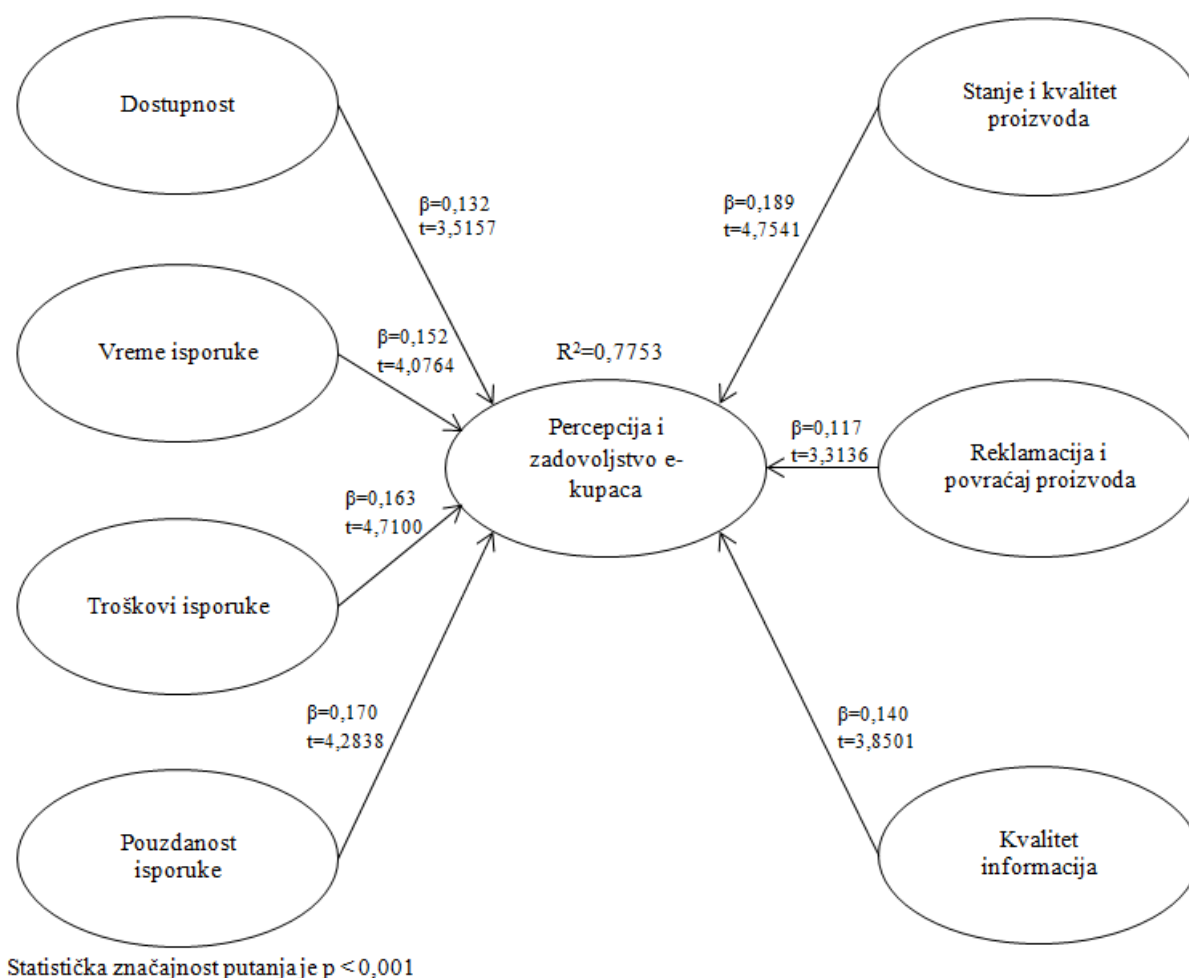 Dostupnost
Stanje i kvalitet
proizvoda
β=0,132
t=3,5157
β=0,189
t=4,7541
Vreme isporuke
β=0,152
t=4,0764
R²=0,7753
Percepcija i
zadovoljstvo e-
kupaca
β=0,117
t=3,3136
Reklamacija i
povraćaj proizvoda
β=0,163
t=4,7100
Troškovi isporuke
β=0,170
t=4,2838
β=0,140
t=3,8501
Pouzdanost
isporuke
Kvalitet
informacija
Statistička značajnost putanja je p < 0,001